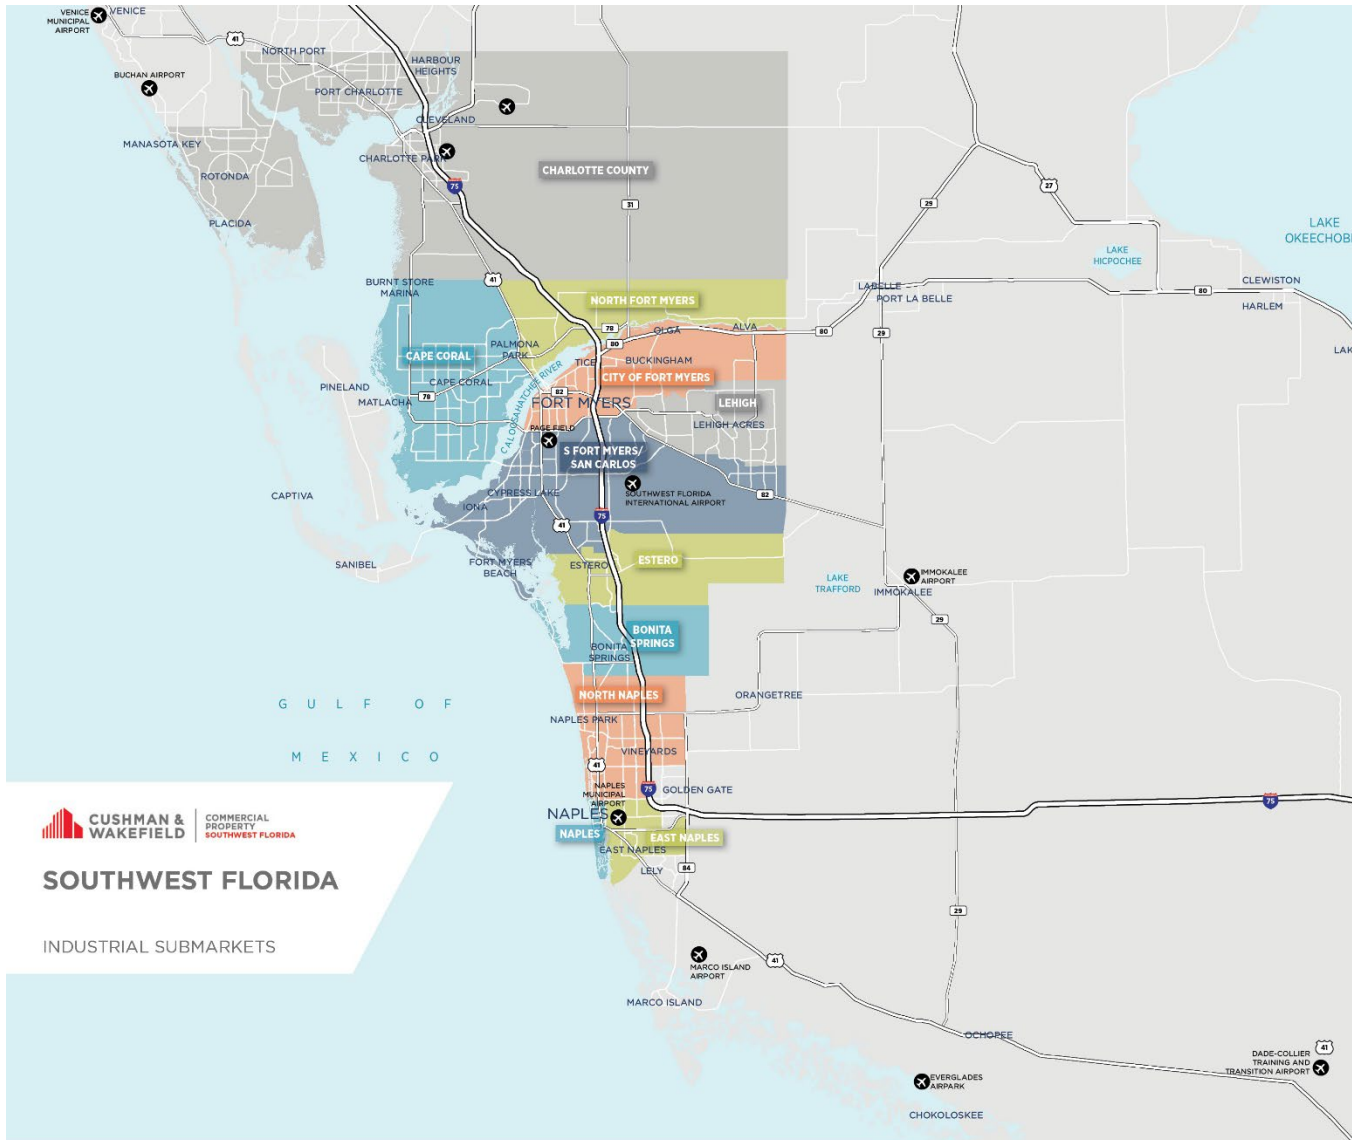 VENICE
MUNICIPAL
AIRPORT
VENICE
41
NORTH PORT
HARBOUR
HEIGHTS
BUCHAN AIRPORT
PORT CHARLOTTE
CLEVELAND
MANASOTA KEY
CHARLOTTE PARK
ROTONDA
75
CHARLOTTE COUNTY
31
27
29
PLACIDA
LAKE
OKEECHOB
LAKE
HICPOCHEE
BURNT STORE
MARINA
41
LABELLE
PORT LA BELLE
80
CLEWISTON
HARLEM
NORTH FORT MYERS
78
OLGA
ALVA
80
29
80
LAK
PALMONA
PARK
TICE
BUCKINGHAM
CAPE CORAL
CAPE CORAL
CALOOSAHATCHEE RIVER
CITY OF FORT MYERS
PINELAND
MATLACHA
78
82
FORT MYERS
LEHIGH
LEHIGH ACRES
PAGE FIELD
S FORT MYERS/
SAN CARLOS
CAPTIVA
CYPRESS LAKE
IONA
SOUTHWEST FLORIDA
INTERNATIONAL AIRPORT
82
75
41
SANIBEL
FORT MYERS
BEACH
ESTERO
ESTERO
LAKE
TRAFFORD
IMMOKALEE
AIRPORT
IMMOKALEE
29
BONITA
SPRINGS
BONITA
SPRINGS
NORTH NAPLES
ORANGETREE
GULF OF
MEXICO
NAPLES PARK
VINEYARDS
41
NAPLES
MUNICIPAL
AIRPORT
75
GOLDEN GATE
75
NAPLES
NAPLES
EAST NAPLES
EAST NAPLES
LELY
84
29
CUSHMAN &
WAKEFIELD
COMMERCIAL
PROPERTY
SOUTHWEST FLORIDA
SOUTHWEST FLORIDA
INDUSTRIAL SUBMARKETS
MARCO ISLAND
AIRPORT
41
MARCO ISLAND
OCHOPEE
41
DADE-COLLIER
TRAINING AND
TRANSITION AIRPORT
EVERGLADES
AIRPARK
CHOKOLOSKEE